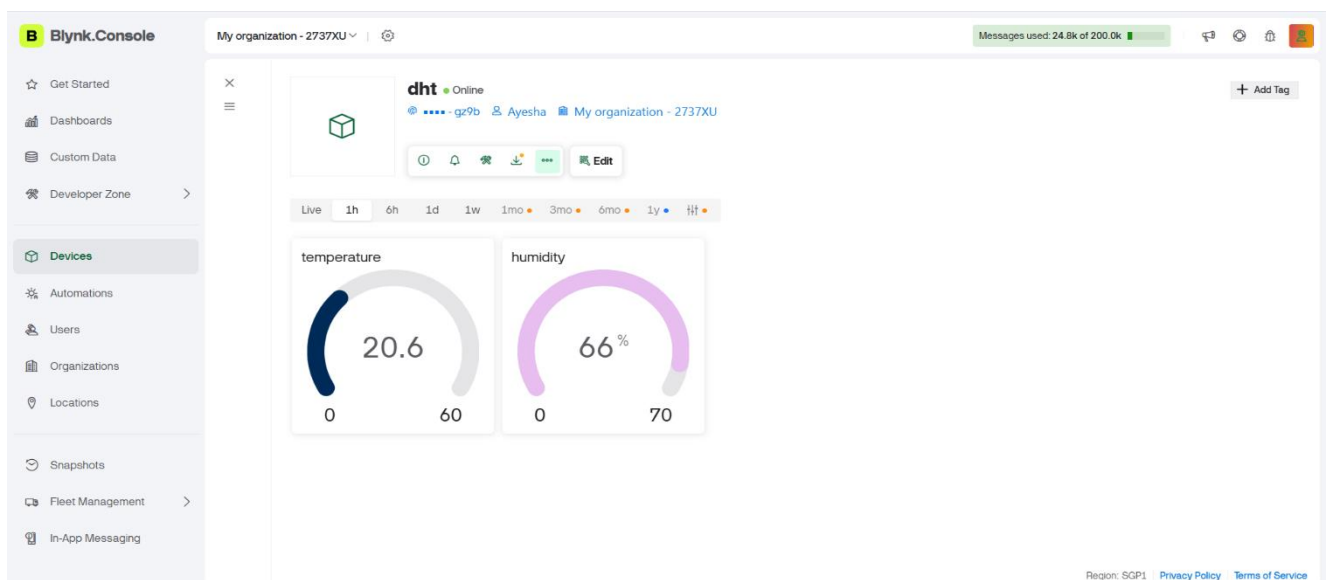 B Blynk.Console
My organization - 2737XU
Messages used: 24.8k of 200.0k
Get Started
Dashboards
Custom Data
Developer Zone
Devices
Automations
Users
Organizations
Locations
Snapshots
Fleet Management
In-App Messaging
dht Online
•••• - gz9b Ayesha My organization - 2737XU
Add Tag
Edit
Live 1h 6h 1d 1w 1mo 3mo 6mo 1y
temperature
20.6
0 60
humidity
66 %
0 70
Region: SGP1 Privacy Policy Terms of Service